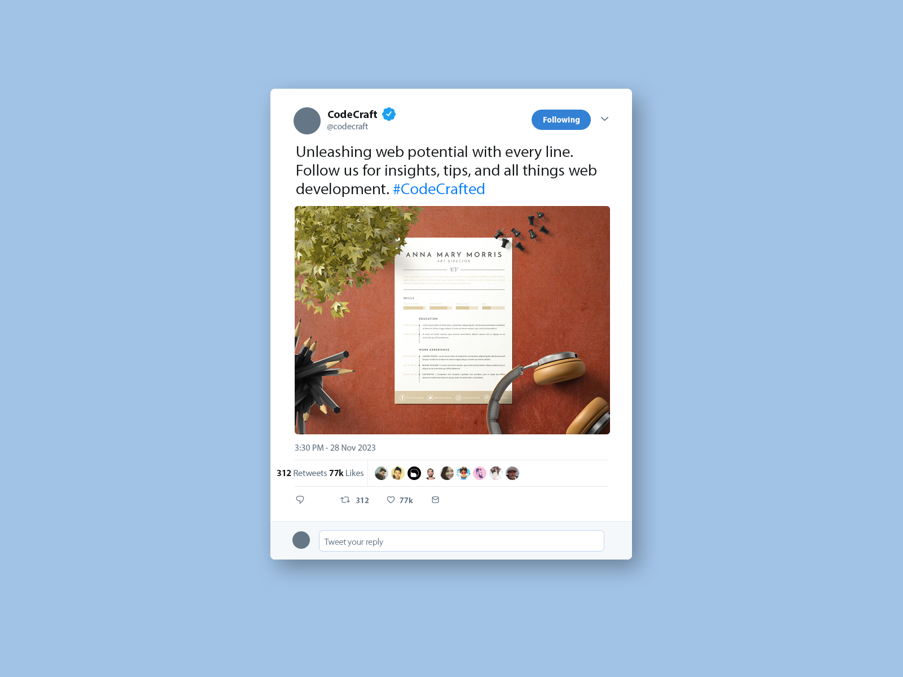 CodeCraft
@codecraft
Following
Unleashing web potential with every line.
Follow us for insights, tips, and all things web
development. #CodeCrafted
ANNA MARY MORRIS
ART DIRECTOR
SKILLS
EDUCATION
WORK EXPERIENCE
3:30 PM - 28 Nov 2023
312 Retweets 77k Likes
312 77k
Tweet your reply